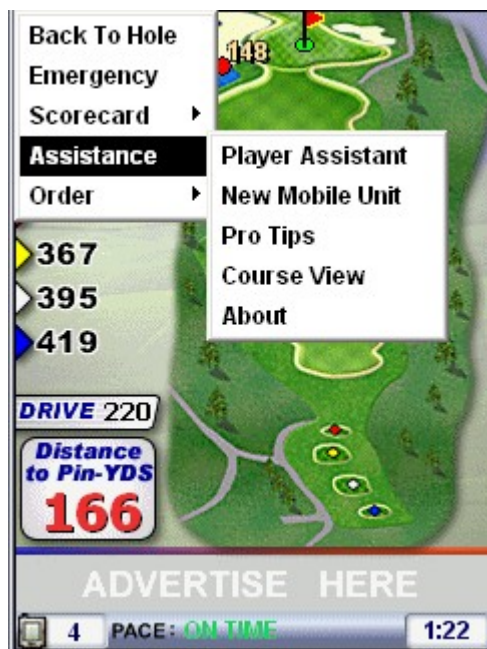 Back To Hole
Emergency
Scorecard
Assistance
Order
Player Assistant
New Mobile Unit
Pro Tips
Course View
About
148
367
395
419
DRIVE 220
Distance
to Pin-YDS
166
ADVERTISE HERE
4 PACE: ON TIME 1:22